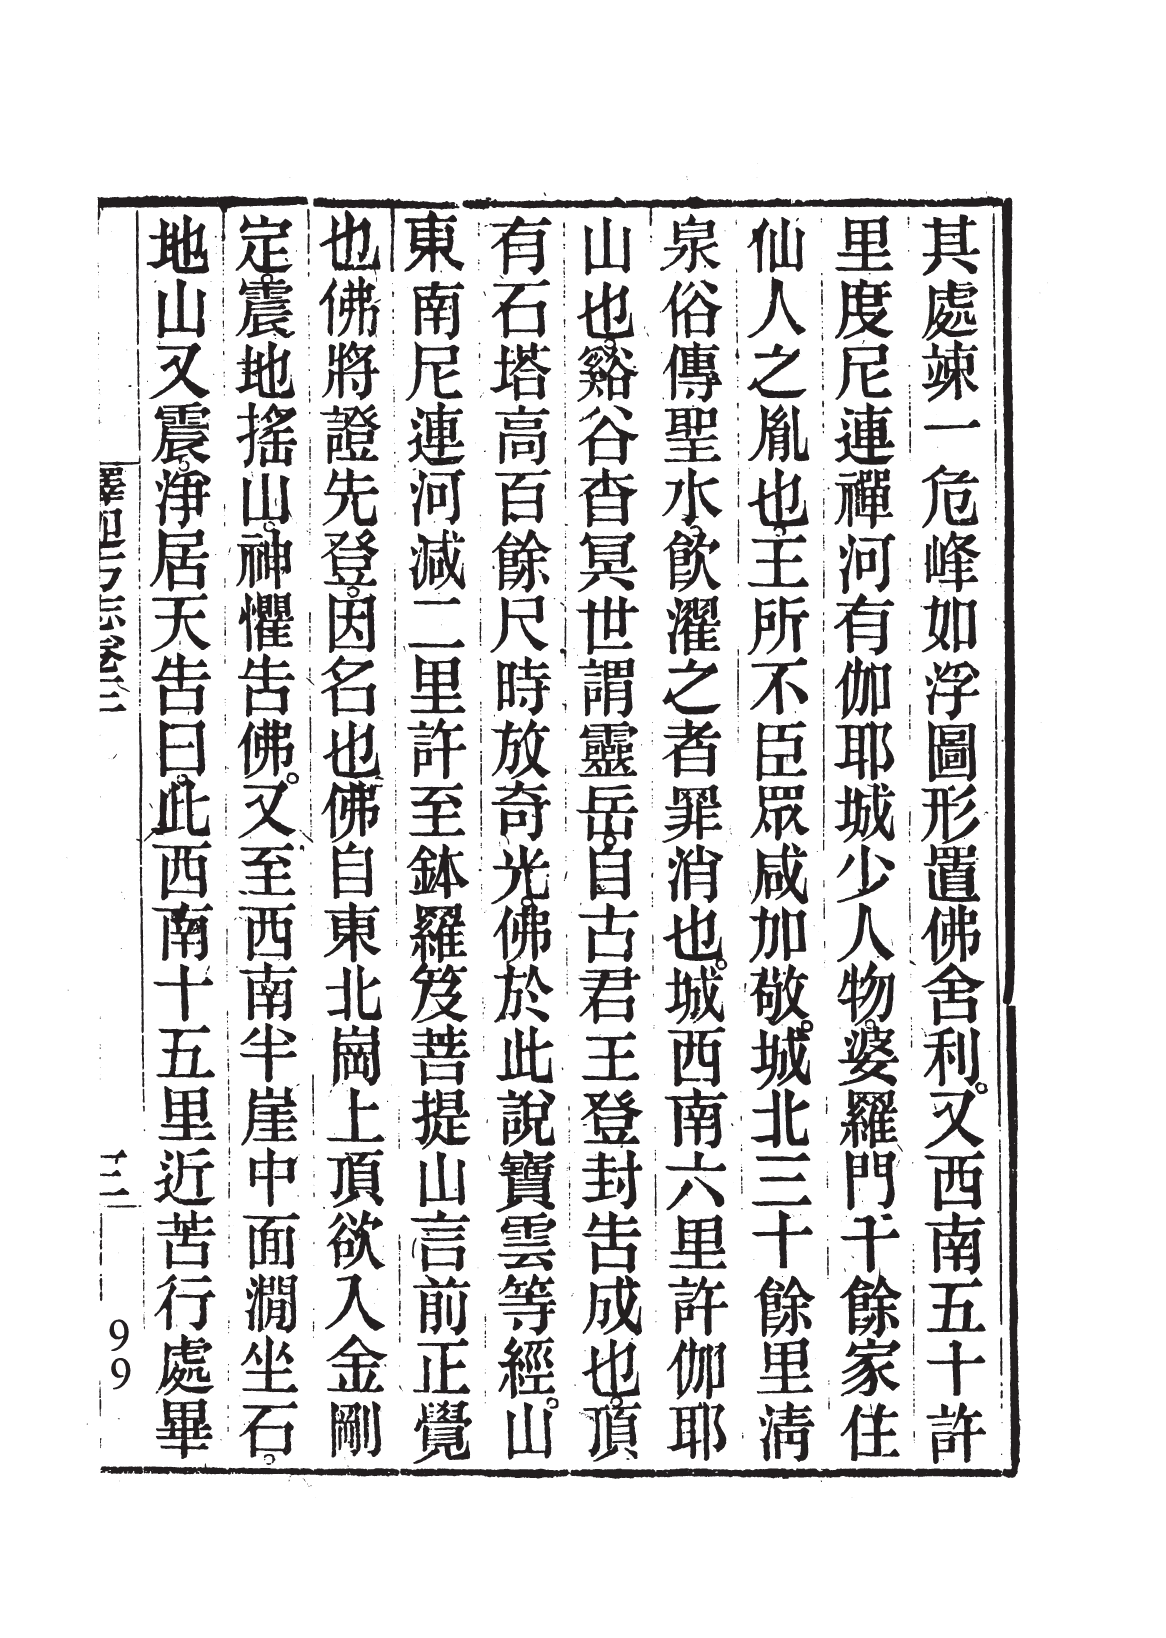 其處竦一危峰如浮圖形置佛舍利。又西南五十許
里度尼連禪河有伽耶城少人物。婆羅門千餘家住
仙人之胤也。王所不臣眾咸加敬。城北三十餘里清
泉俗傳聖水。飲濯之者罪消也。城西南六里許伽耶
山也。谿谷杳冥世謂靈岳。自古君王登封告成也。頂
有石塔高百餘尺時放奇光。佛於此說寶雲等經。山
東南尼連河減二里許至鉢羅笈菩提山言前正覺
也佛將證先登。因名也佛自東北崗上頂欲入金剛
定。震地搖山。神懼告佛。又至西南半崖中面澗坐石。
地山又震。淨居天告曰。此西南十五里近苦行處畢
釋迦方志卷三
三
99